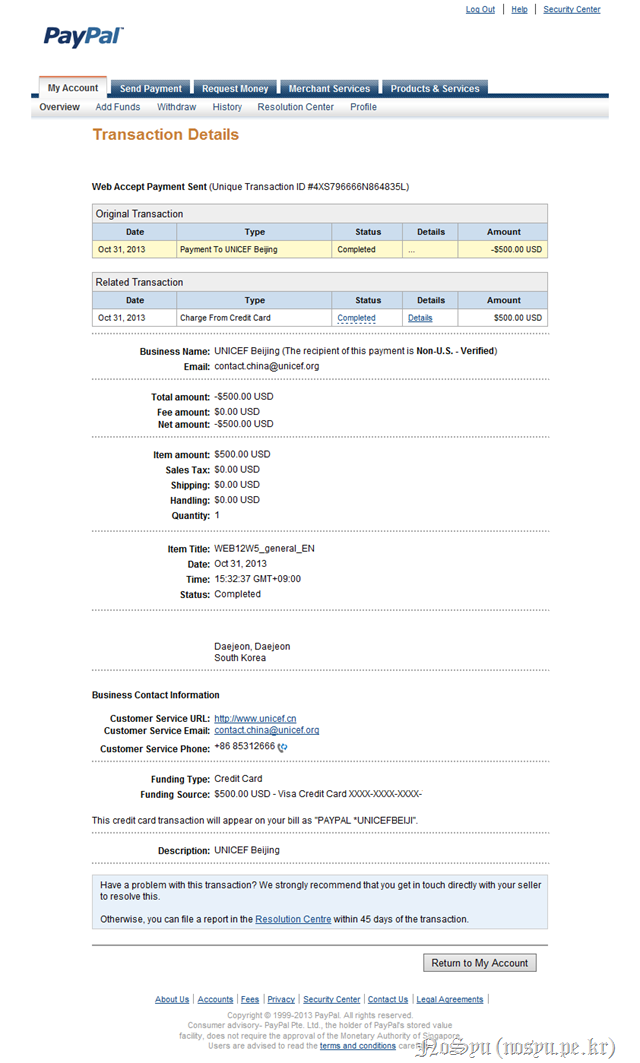 Log Out | Help | Security Center
PayPal™
My Account Send Payment Request Money Merchant Services Products & Services
Overview Add Funds Withdraw History Resolution Center Profile
Transaction Details
Web Accept Payment Sent (Unique Transaction ID #4XS796666N864835L)
Original Transaction
Date Type Status Details Amount
Oct 31, 2013 Payment To UNICEF Beijing Completed ... -$500.00 USD
Related Transaction
Date Type Status Details Amount
Oct 31, 2013 Charge From Credit Card Completed Details $500.00 USD
Business Name: UNICEF Beijing (The recipient of this payment is Non-U.S. - Verified)
Email: contact.china@unicef.org
Total amount: -$500.00 USD
Fee amount: $0.00 USD
Net amount: -$500.00 USD
Item amount: $500.00 USD
Sales Tax: $0.00 USD
Shipping: $0.00 USD
Handling: $0.00 USD
Quantity: 1
Item Title: WEB12W5_general_EN
Date: Oct 31, 2013
Time: 15:32:37 GMT+09:00
Status: Completed
Daejeon, Daejeon
South Korea
Business Contact Information
Customer Service URL: http://www.unicef.cn
Customer Service Email: contact.china@unicef.org
Customer Service Phone: +86 85312666
Funding Type: Credit Card
Funding Source: $500.00 USD - Visa Credit Card XXXX-XXXX-XXXX-
This credit card transaction will appear on your bill as "PAYPAL *UNICEFBEIJI".
Description: UNICEF Beijing
Have a problem with this transaction? We strongly recommend that you get in touch directly with your seller
to resolve this.
Otherwise, you can file a report in the Resolution Centre within 45 days of the transaction.
Return to My Account
About Us | Accounts | Fees | Privacy | Security Center | Contact Us | Legal Agreements |
Copyright © 1999-2013 PayPal. All rights reserved.
Consumer advisory- PayPal Pte. Ltd., the holder of PayPal's stored value
facility, does not require the approval of the Monetary Authority of Singapore.
Users are advised to read the terms and conditions
NoSyu (nosyu.pe.kr)